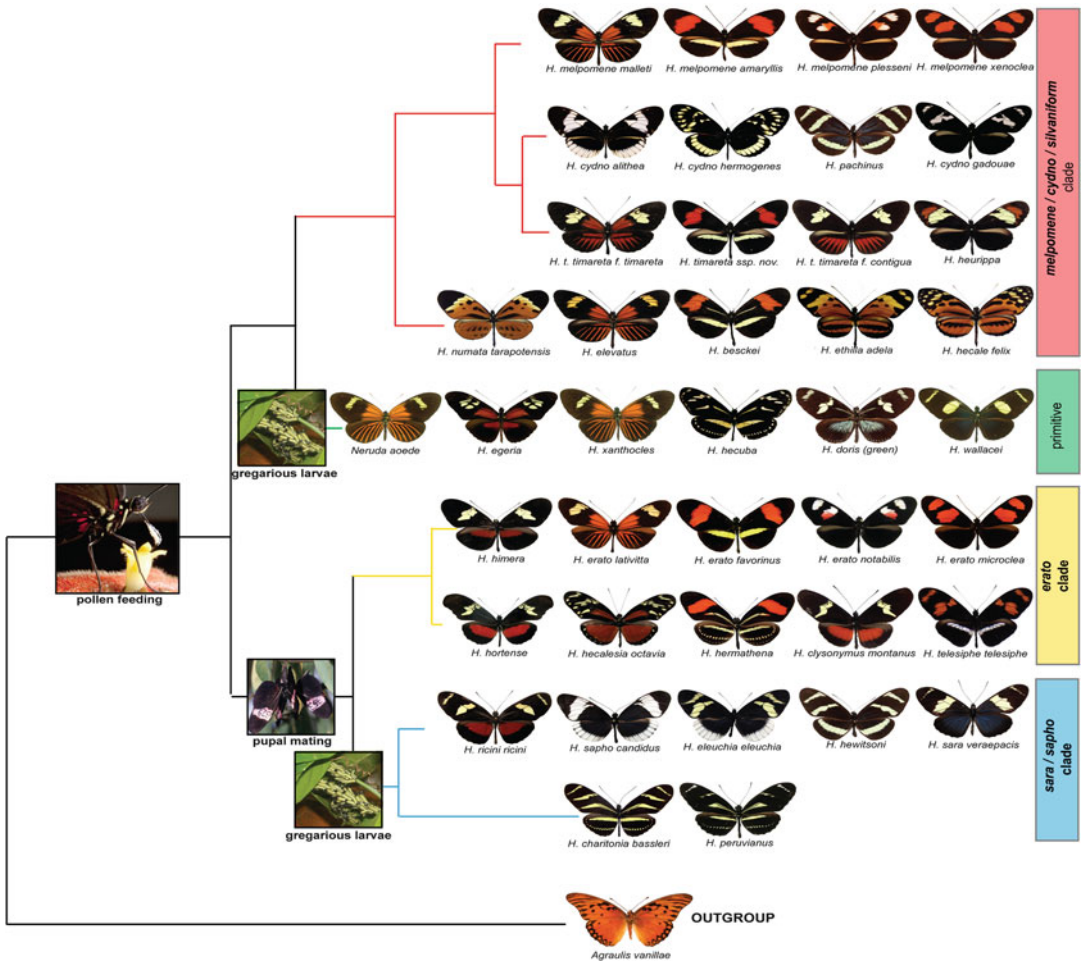 H. melpomene malleti
H. melpomene amaryllis
H. melpomene plesseni
H. melpomene xenoclea
H. cydno alithea
H. cydno hermogenes
H. pachinus
H. cydno gadouae
H. t. timareta f. timareta
H. timareta ssp. nov.
H. t. timareta f. contigua
H. heurippa
H. numata tarapotensis
H. elevatus
H. besckei
H. ethilla adela
H. hecale felix
melpomene / cydno / silvaniform
clade
gregarious larvae
Neruda aoede
H. egeria
H. xanthocles
H. hecuba
H. doris (green)
H. wallacei
primitive
pollen feeding
H. himera
H. erato lativitta
H. erato favorinus
H. erato notabilis
H. erato microclea
H. hortense
H. hecalesia octavia
H. hermathena
H. clysonymus montanus
H. telesiphe telesiphe
erato
clade
pupal mating
gregarious larvae
H. ricini ricini
H. sapho candidus
H. eleuchia eleuchia
H. hewitsoni
H. sara veraepacis
H. charitonia bassleri
H. peruvianus
sara / sapho
clade
OUTGROUP
Agraulis vanillae